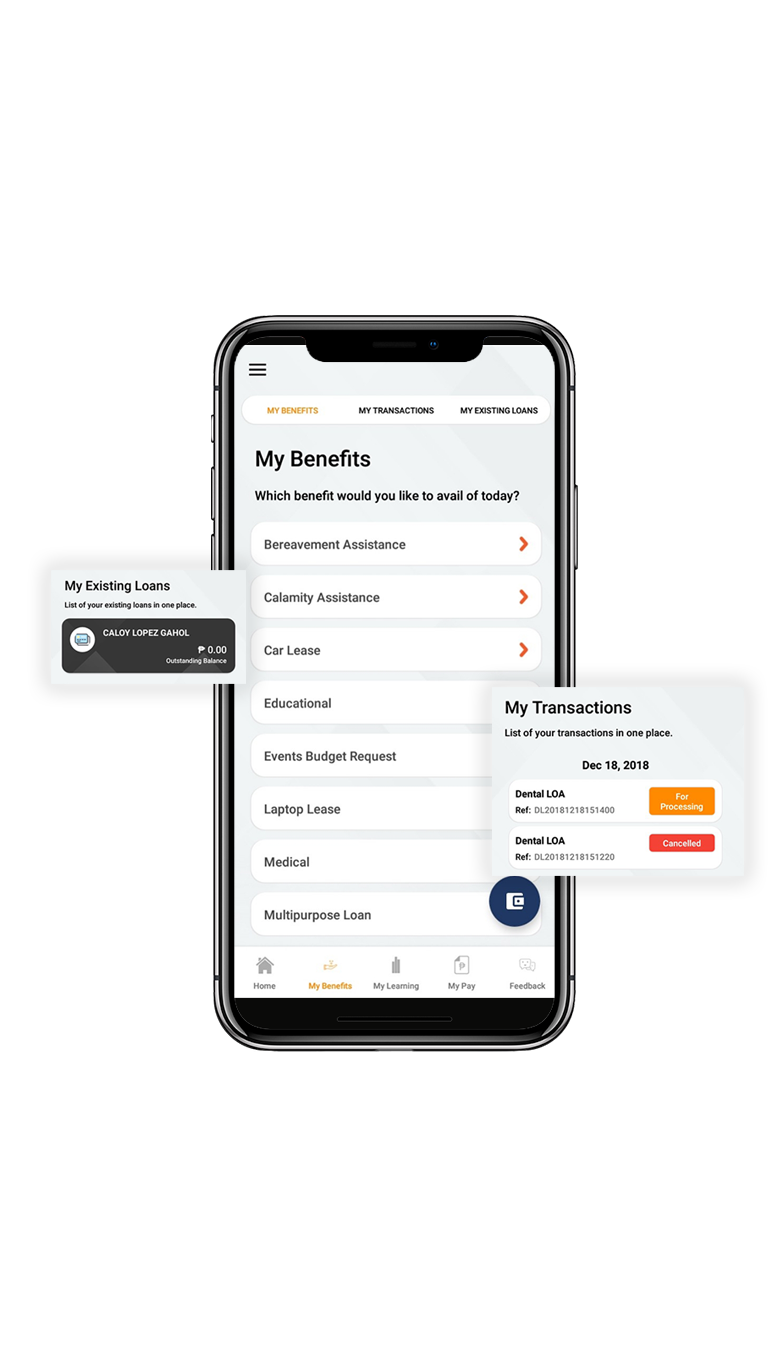 MY BENEFITS MY TRANSACTIONS MY EXISTING LOANS
My Benefits
Which benefit would you like to avail of today?
Bereavement Assistance
Calamity Assistance
Car Lease
Educational
Events Budget Request
Laptop Lease
Medical
Multipurpose Loan
Home My Benefits My Learning My Pay Feedback
My Existing Loans
List of your existing loans in one place.
CALOY LOPEZ GAHOL
₱ 0.00
Outstanding Balance
My Transactions
List of your transactions in one place.
Dec 18, 2018
Dental LOA
Ref: DL20181218151400
For
Processing
Dental LOA
Ref: DL20181218151220
Cancelled